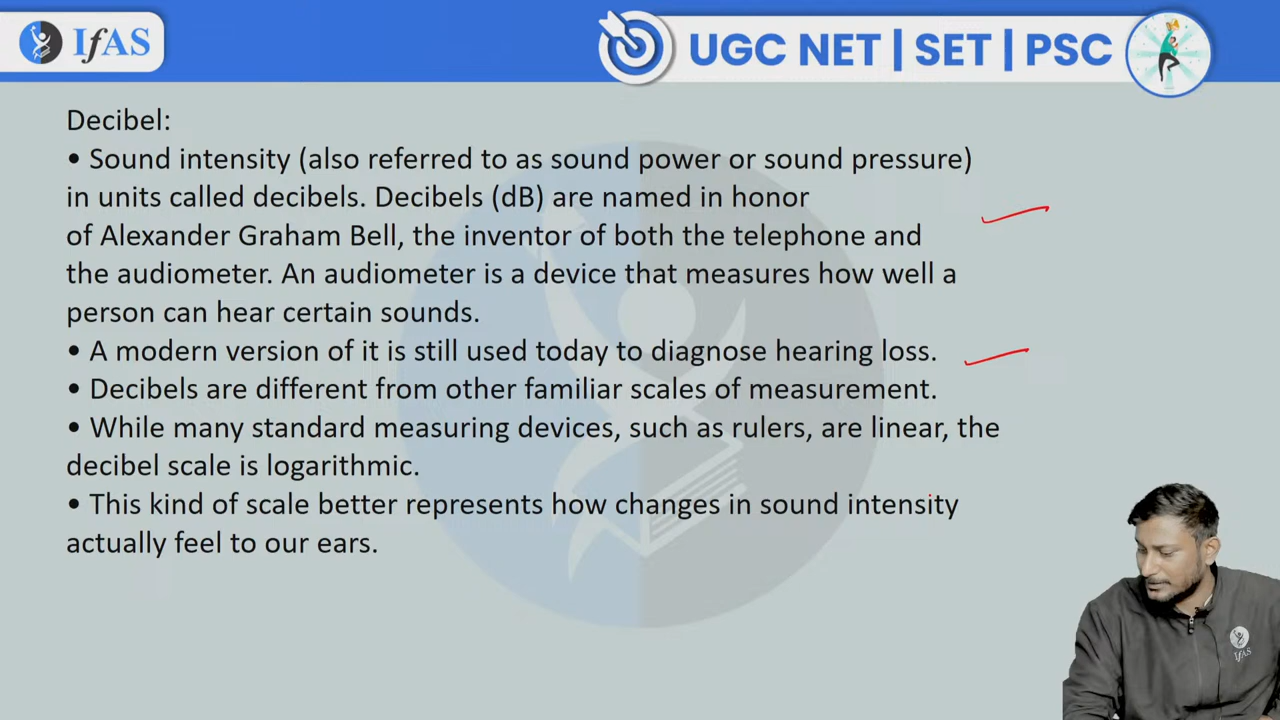 IfAS
UGC NET | SET | PSC
Decibel:
• Sound intensity (also referred to as sound power or sound pressure)
in units called decibels. Decibels (dB) are named in honor
of Alexander Graham Bell, the inventor of both the telephone and
the audiometer. An audiometer is a device that measures how well a
person can hear certain sounds.
• A modern version of it is still used today to diagnose hearing loss.
• Decibels are different from other familiar scales of measurement.
• While many standard measuring devices, such as rulers, are linear, the
decibel scale is logarithmic.
• This kind of scale better represents how changes in sound intensity
actually feel to our ears.
IfAS